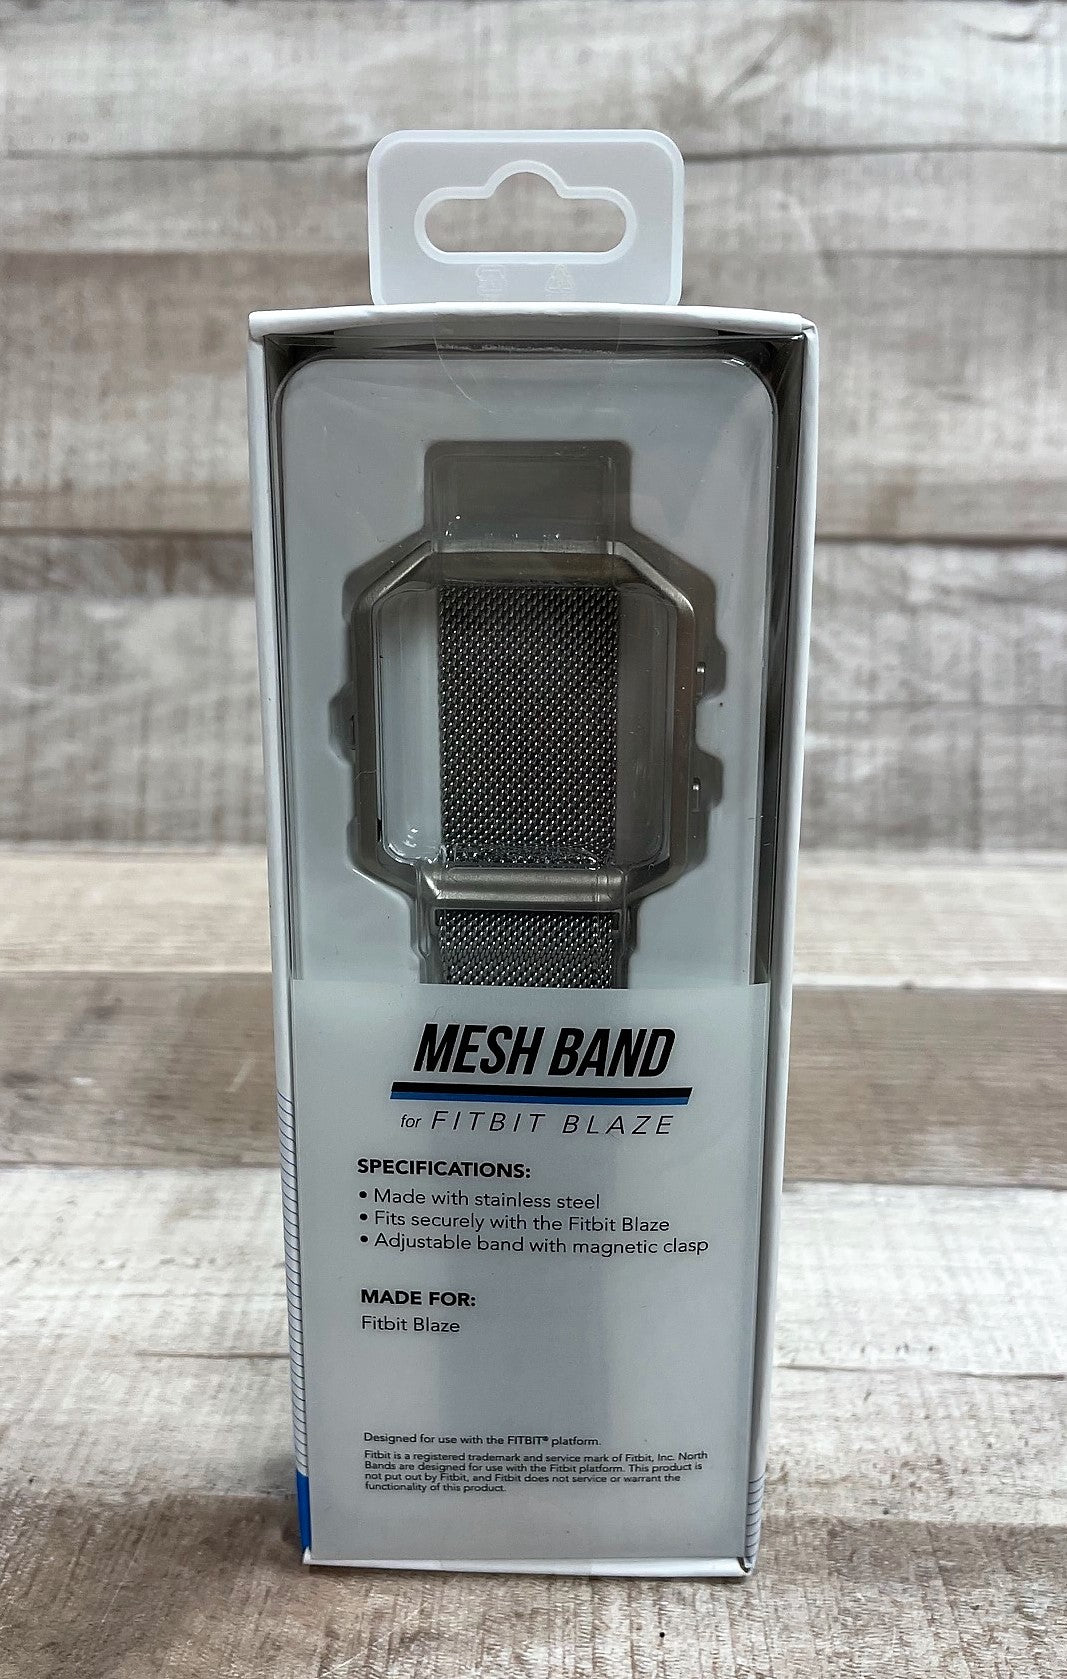 MESH BAND
for FITBIT BLAZE
SPECIFICATIONS:
• Made with stainless steel
• Fits securely with the Fitbit Blaze
• Adjustable band with magnetic clasp
MADE FOR:
Fitbit Blaze
Designed for use with the FITBIT® platform.
Fitbit is a registered trademark and service mark of Fitbit, Inc. North
Bands are designed for use with the Fitbit platform. This product is
not put out by Fitbit, and Fitbit does not service or warrant the
functionality of this product.